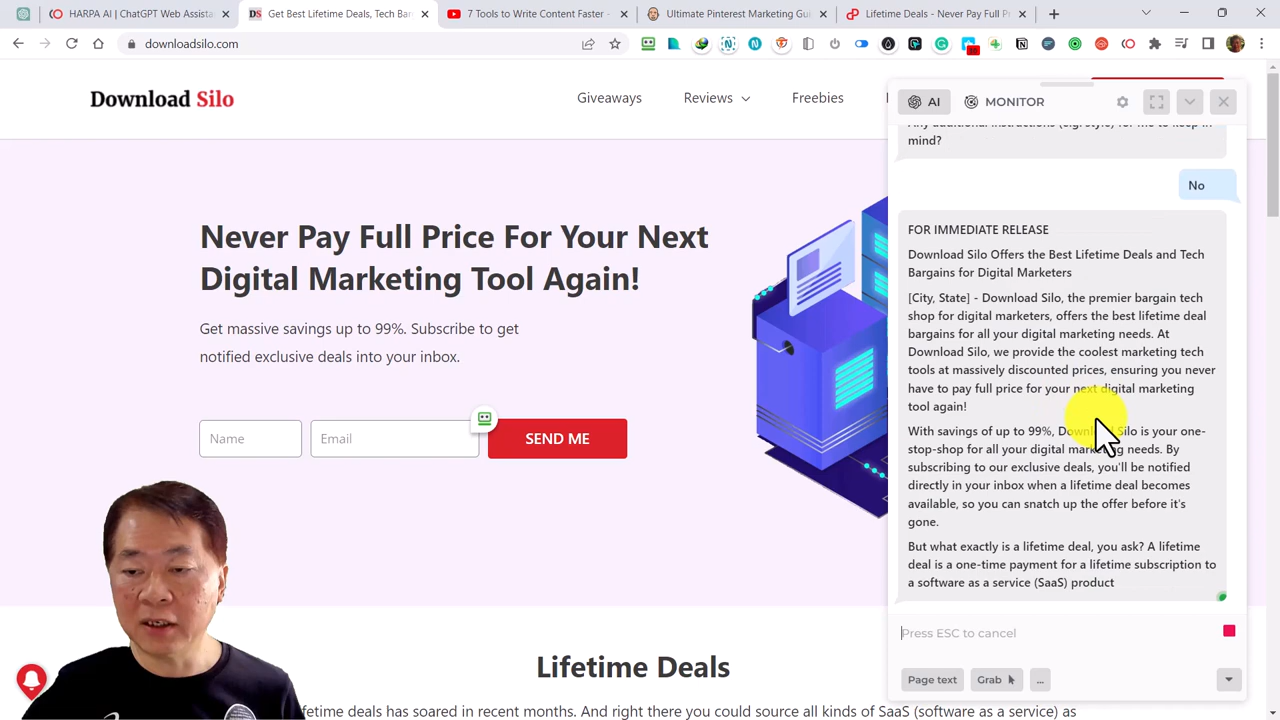 HARPA AI | ChatGPT Web Assista
Get Best Lifetime Deals, Tech Bar
7 Tools to Write Content Faster -
Ultimate Pinterest Marketing Gui
Lifetime Deals - Never Pay Full P
downloadsilo.com
Download Silo
Giveaways
Reviews
Freebies
AI
MONITOR
mind?
No
Never Pay Full Price For Your Next
Digital Marketing Tool Again!
Get massive savings up to 99%. Subscribe to get
notified exclusive deals into your inbox.
Name
Email
SEND ME
FOR IMMEDIATE RELEASE
Download Silo Offers the Best Lifetime Deals and Tech
Bargains for Digital Marketers
[City, State] - Download Silo, the premier bargain tech
shop for digital marketers, offers the best lifetime deal
bargains for all your digital marketing needs. At
Download Silo, we provide the coolest marketing tech
tools at massively discounted prices, ensuring you never
have to pay full price for your next digital marketing
tool again!
With savings of up to 99%, Download Silo is your one-
stop-shop for all your digital marketing needs. By
subscribing to our exclusive deals, you'll be notified
directly in your inbox when a lifetime deal becomes
available, so you can snatch up the offer before it's
gone.
But what exactly is a lifetime deal, you ask? A lifetime
deal is a one-time payment for a lifetime subscription to
a software as a service (SaaS) product
Press ESC to cancel
Page text
Grab
...
Lifetime Deals
fetime deals has soared in recent months. And right there you could source all kinds of SaaS (software as a service) as